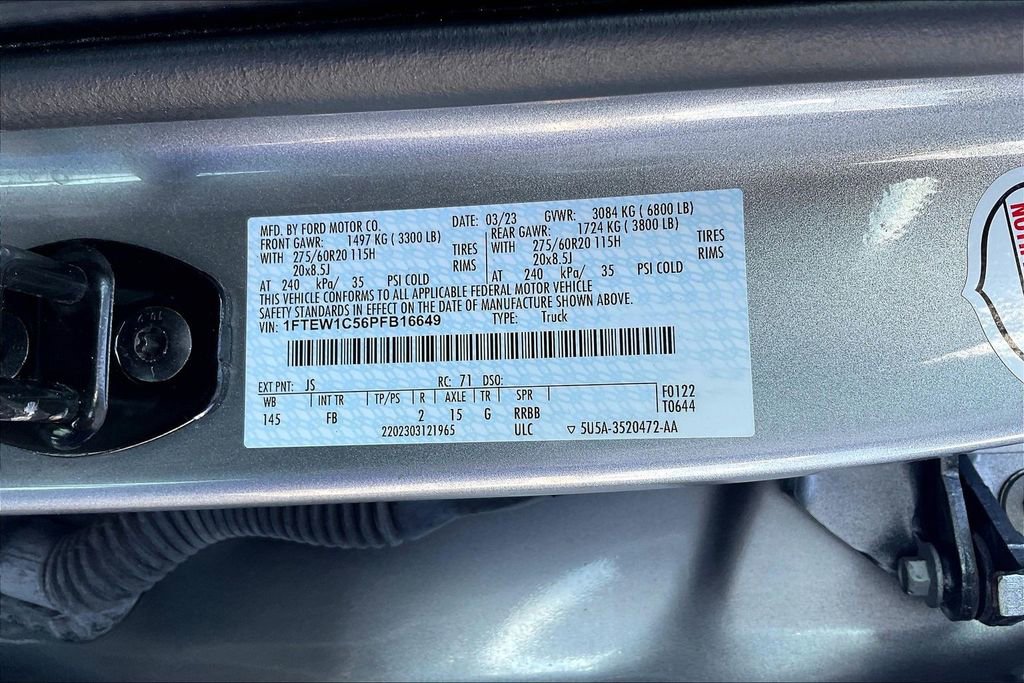 MFD. BY FORD MOTOR CO. DATE: 03/23 GVWR: 3084 KG ( 6800 LB)
FRONT GAWR: 1497 KG ( 3300 LB) REAR GAWR: 1724 KG ( 3800 LB)
WITH 275/60R20 115H TIRES WITH 275/60R20 115H TIRES
20x8.5J RIMS 20x8.5J RIMS
AT 240 kPa/ 35 PSI COLD AT 240 kPa/ 35 PSI COLD
THIS VEHICLE CONFORMS TO ALL APPLICABLE FEDERAL MOTOR VEHICLE
SAFETY STANDARDS IN EFFECT ON THE DATE OF MANUFACTURE SHOWN ABOVE.
VIN: 1FTEW1C56PFB16649 TYPE: Truck
EXT PNT: JS RC: 71 DSO:
WB INT TR TP/PS R AXLE TR SPR F0122
145 FB 2 15 G RRBB T0644
2202303121965 ULC ▽ 5U5A-3520472-AA